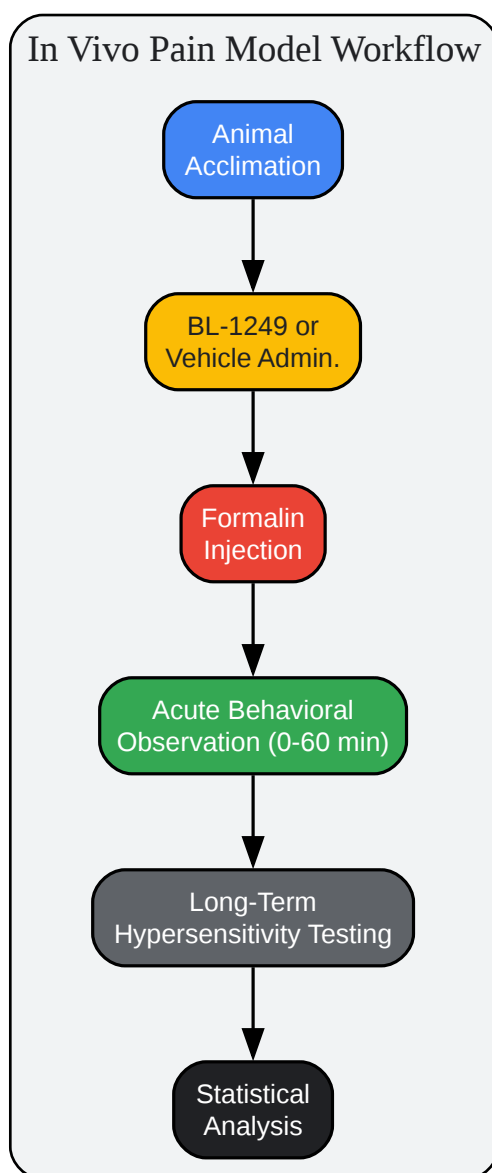 In Vivo Pain Model Workflow
Animal
Acclimation
BL-1249 or
Vehicle Admin.
Formalin
Injection
Acute Behavioral
Observation (0-60 min)
Long-Term
Hypersensitivity Testing
Statistical
Analysis